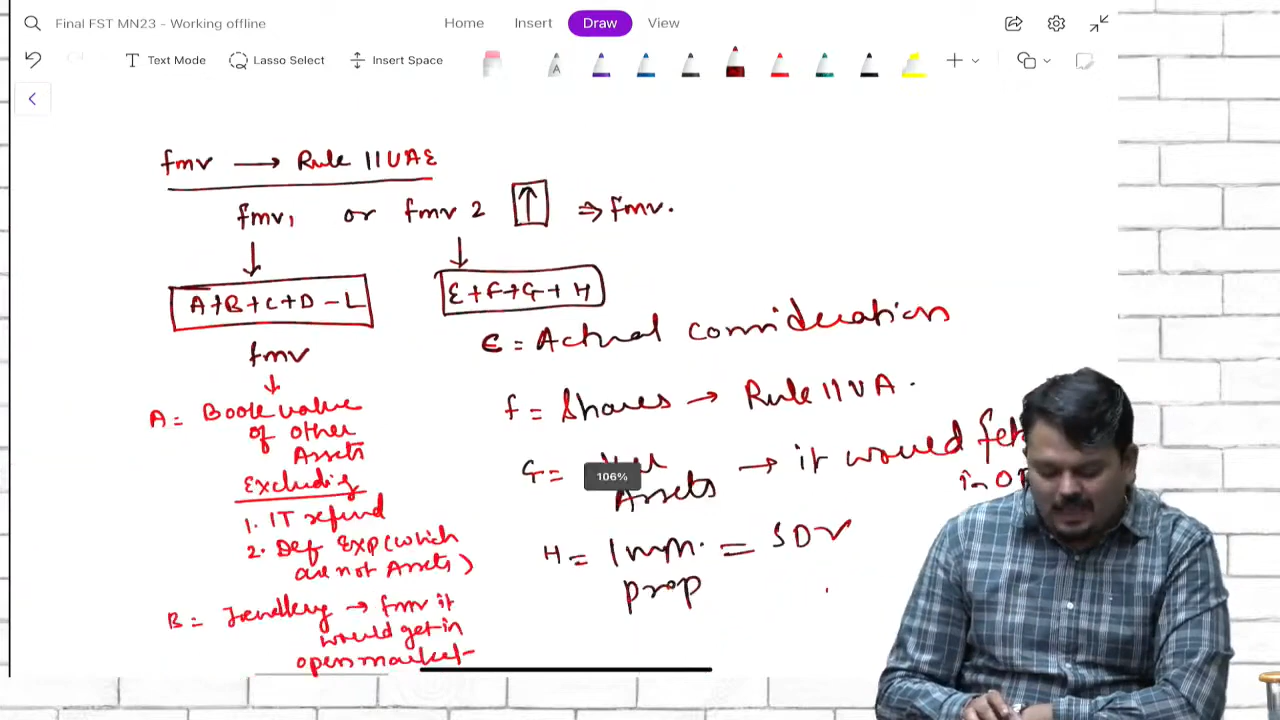 Final FST MN23 - Working offline
Home Insert Draw View
Text Mode Lasso Select Insert Space
A
fmv → Rule 11UAE
fmv1 or fmv 2 ↑ ⇒ fmv.
A+B+C+D-L
E+F+G+H
fmv
E = Actual consideration
A = Book value
of other
Assets
Excluding
1. IT refund
2. Def Exp (which
are not Assets)
B = Jewellery → fmv it
would get in
open market
F = Shares → Rule 11UA.
G =
Assets → it would
in
106%
H = Imm. = SDV
prop